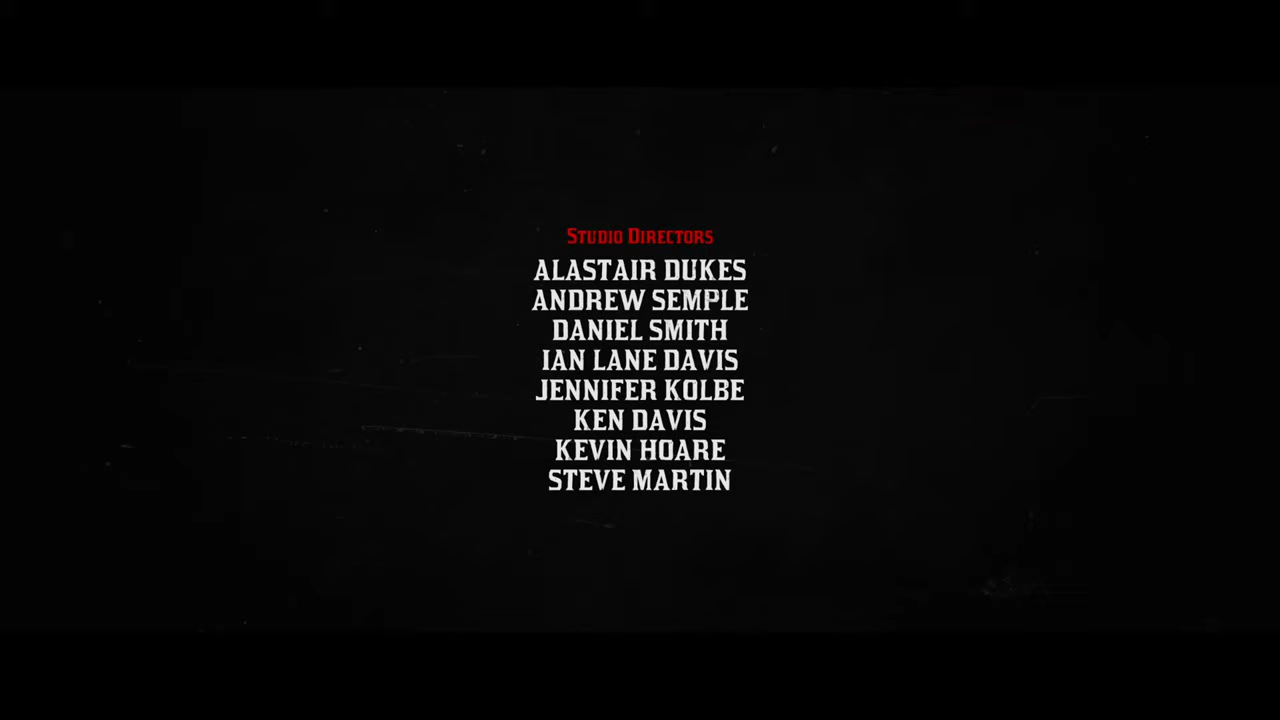 Studio Directors
ALASTAIR DUKES
ANDREW SEMPLE
DANIEL SMITH
IAN LANE DAVIS
JENNIFER KOLBE
KEN DAVIS
KEVIN HOARE
STEVE MARTIN